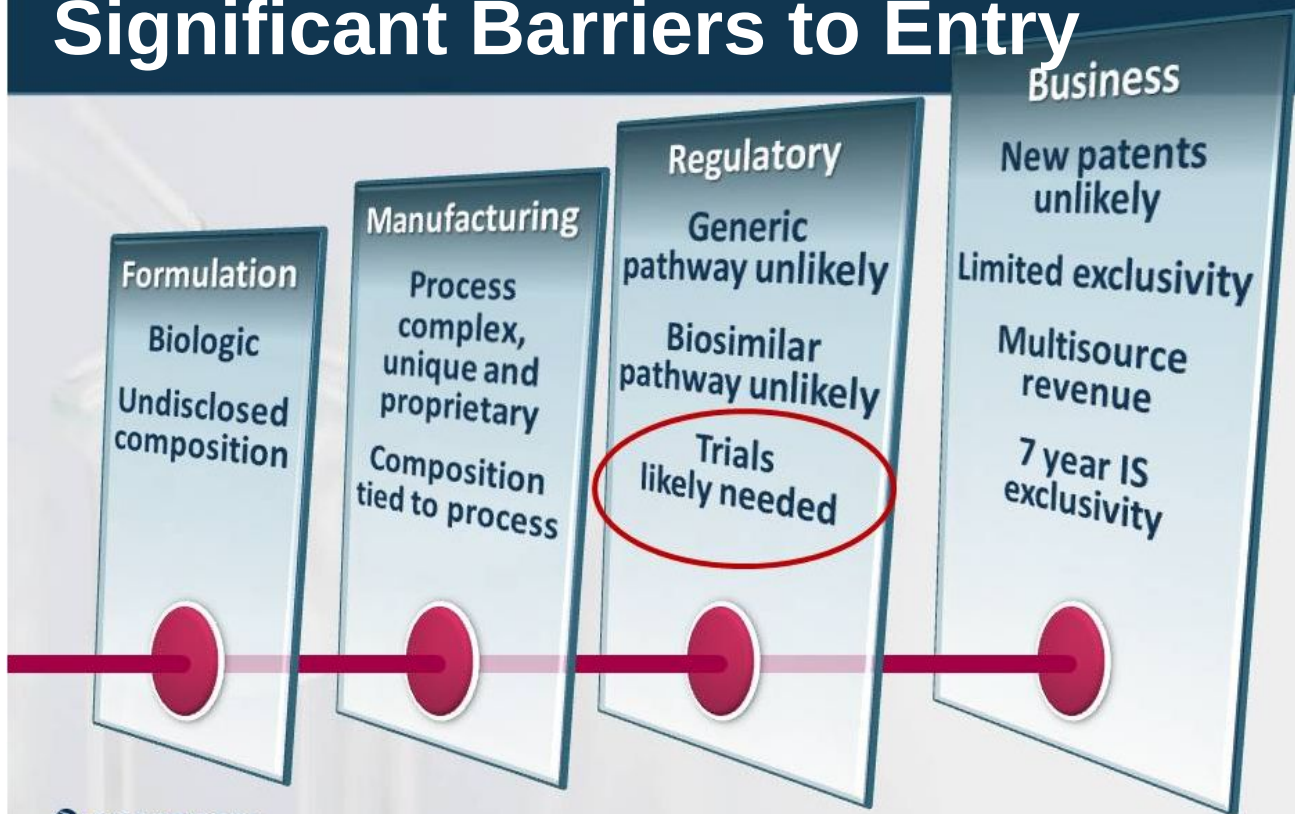 Significant Barriers to Entry
Formulation
Biologic
Undisclosed
composition
Manufacturing
Process
complex,
unique and
proprietary
Composition
tied to process
Regulatory
Generic
pathway unlikely
Biosimilar
pathway unlikely
Trials
likely needed
Business
New patents
unlikely
Limited exclusivity
Multisource
revenue
7 year IS
exclusivity